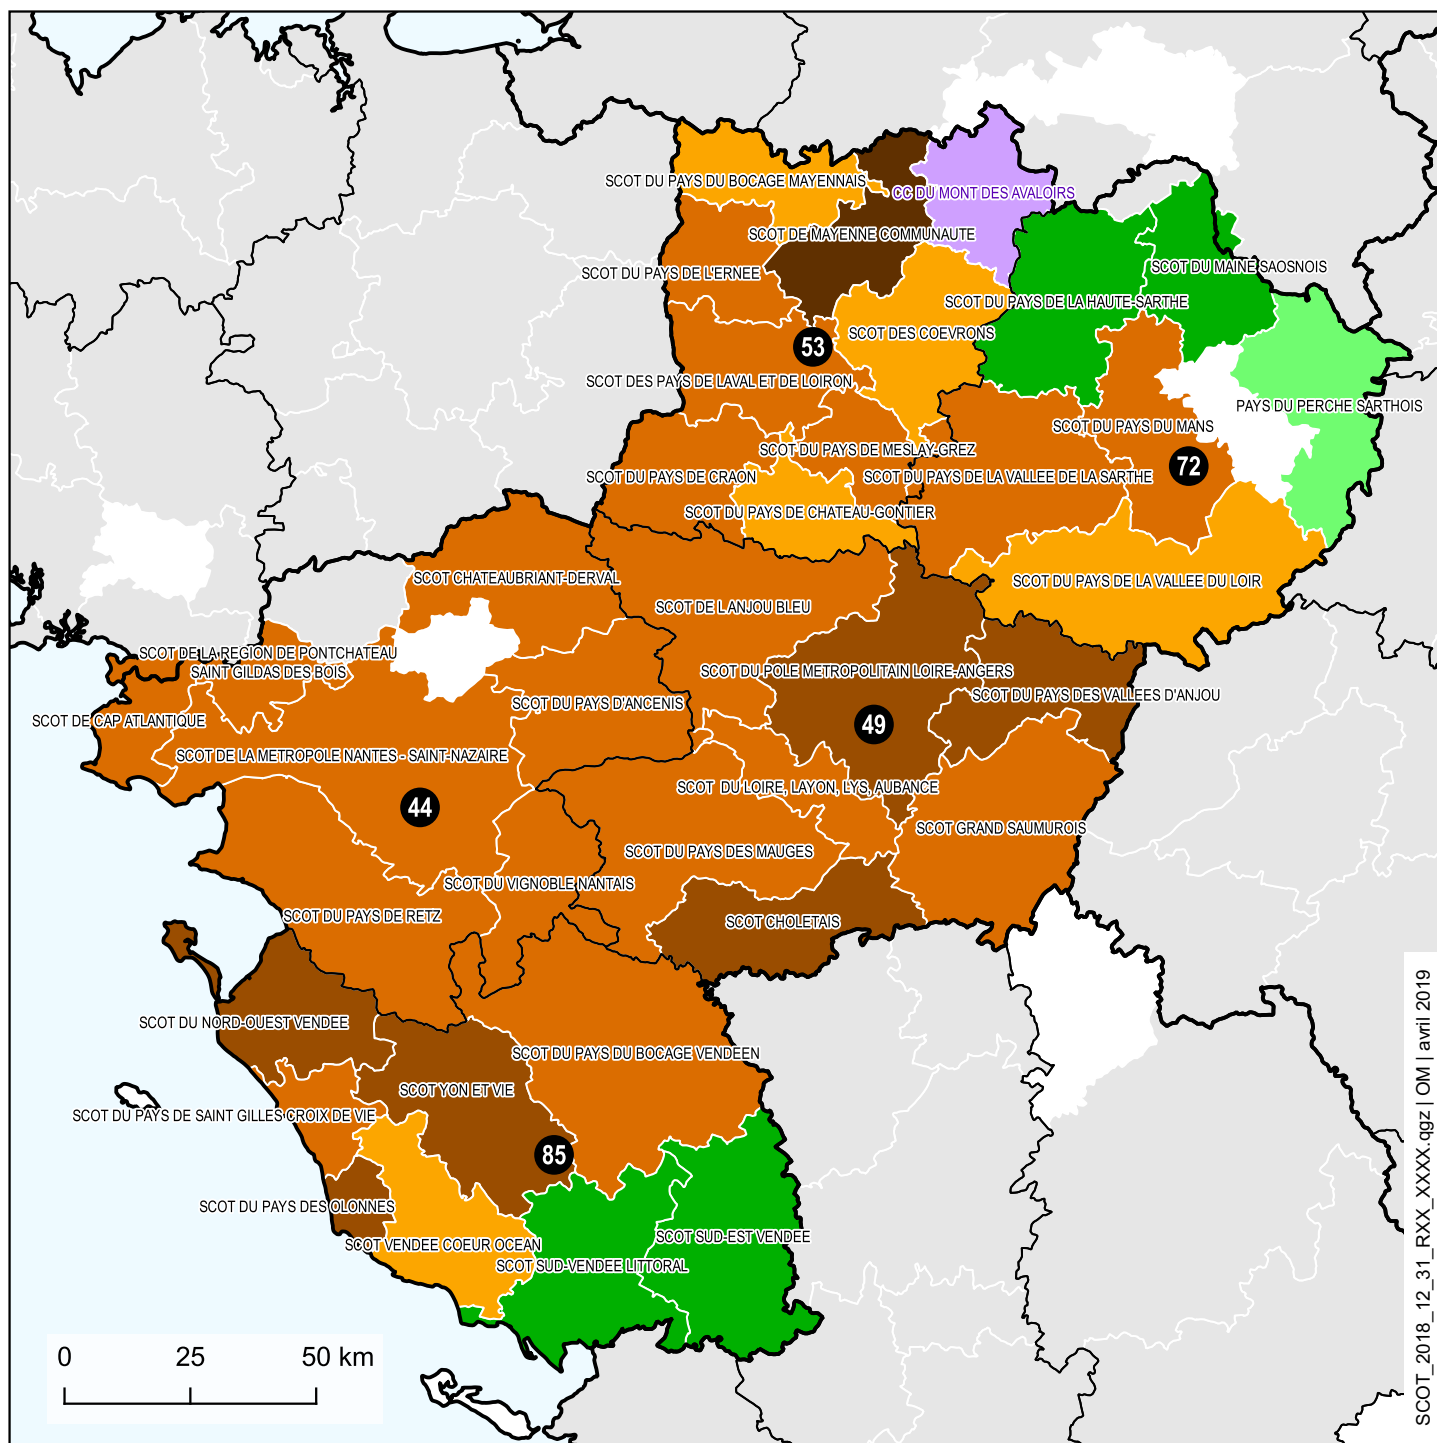 SCOT DU PAYS DU BOCAGE MAYENNAIS
CC DU MONT DES AVALOIRS
SCOT DE MAYENNE COMMUNAUTE
SCOT DU PAYS DE L'ERNEE
SCOT DU MAINE SAOSNOIS
SCOT DU PAYS DE LA HAUTE-SARTHE
SCOT DES COEVRONS
53
SCOT DES PAYS DE LAVAL ET DE LOIRON
PAYS DU PERCHE SARTHOIS
SCOT DU PAYS DU MANS
SCOT DU PAYS DE MESLAY-GREZ
72
SCOT DU PAYS DE CRAON
SCOT DU PAYS DE LA VALLEE DE LA SARTHE
SCOT DU PAYS DE CHATEAU-GONTIER
SCOT CHATEAUBRIANT-DERVAL
SCOT DU PAYS DE LA VALLEE DU LOIR
SCOT DE L ANJOU BLEU
SCOT DE LA REGION DE PONTCHATEAU
SAINT GILDAS DES BOIS
SCOT DU POLE METROPOLITAIN LOIRE-ANGERS
SCOT DU PAYS DES VALLEES D'ANJOU
SCOT DU PAYS D'ANCENIS
SCOT DE CAP ATLANTIQUE
49
SCOT DE LA METROPOLE NANTES - SAINT-NAZAIRE
SCOT  DU LOIRE, LAYON, LYS, AUBANCE
44
SCOT GRAND SAUMUROIS
SCOT DU PAYS DES MAUGES
SCOT DU VIGNOBLE NANTAIS
SCOT DU PAYS DE RETZ
SCOT CHOLETAIS
SCOT DU NORD-OUEST VENDEE
SCOT DU PAYS DU BOCAGE VENDEEN
SCOT YON ET VIE
SCOT DU PAYS DE SAINT GILLES CROIX DE VIE
85
SCOT DU PAYS DES OLONNES
SCOT SUD-EST VENDEE
SCOT VENDEE COEUR OCEAN
SCOT SUD-VENDEE LITTORAL
0 25 50 km
SCOT_2018_12_31_RXX_XXXX.qgz | OM | avril 2019